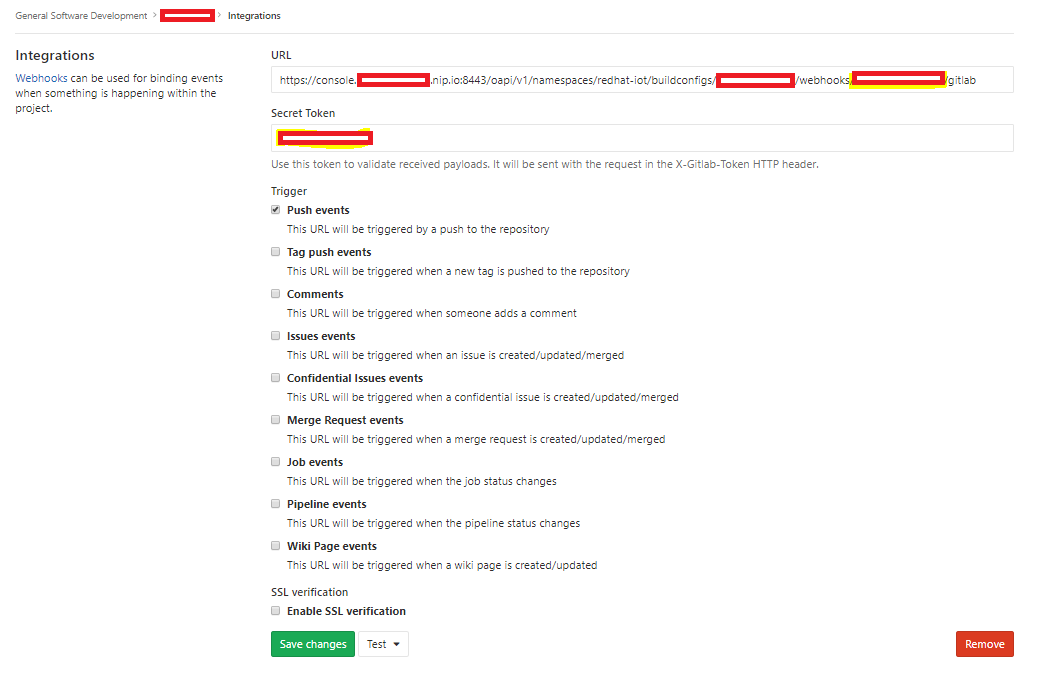 General Software Development > > Integrations
Integrations
Webhooks can be used for binding events
when something is happening within the
project.
URL
https://console. .nip.io:8443/oapi/v1/namespaces/redhat-iot/buildconfigs/ /webhooks/ /gitlab
Secret Token
Use this token to validate received payloads. It will be sent with the request in the X-Gitlab-Token HTTP header.
Trigger
Push events
This URL will be triggered by a push to the repository
Tag push events
This URL will be triggered when a new tag is pushed to the repository
Comments
This URL will be triggered when someone adds a comment
Issues events
This URL will be triggered when an issue is created/updated/merged
Confidential Issues events
This URL will be triggered when a confidential issue is created/updated/merged
Merge Request events
This URL will be triggered when a merge request is created/updated/merged
Job events
This URL will be triggered when the job status changes
Pipeline events
This URL will be triggered when the pipeline status changes
Wiki Page events
This URL will be triggered when a wiki page is created/updated
SSL verification
Enable SSL verification
Save changes Test Remove